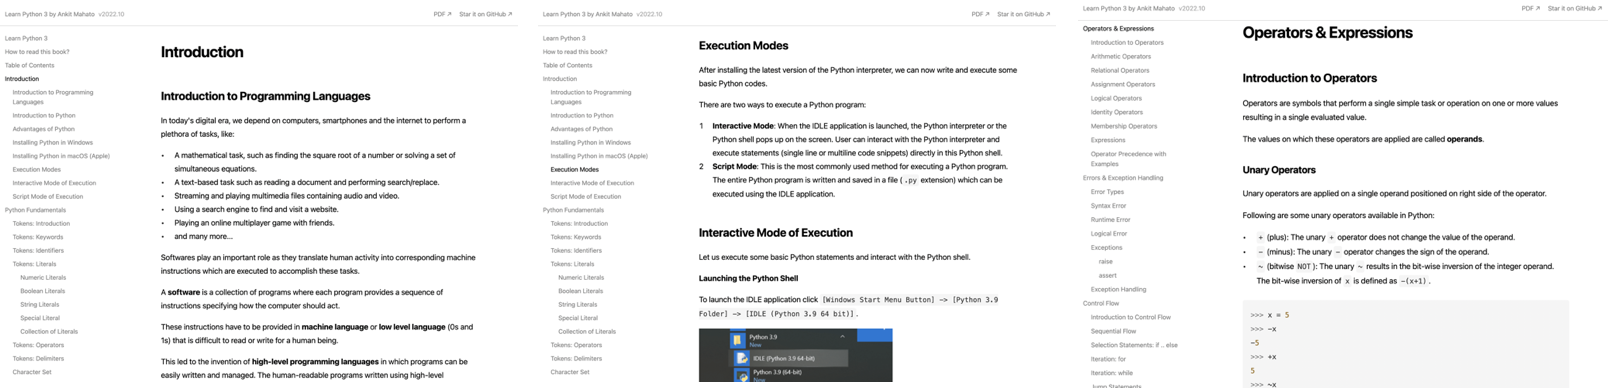 Learn Python 3 by Ankit Mahato v2022.10
PDF ↗ Star it on GitHub ↗
Learn Python 3
How to read this book?
Table of Contents
Introduction
Introduction to Programming
Languages
Introduction to Python
Advantages of Python
Installing Python in Windows
Installing Python in macOS (Apple)
Execution Modes
Interactive Mode of Execution
Script Mode of Execution
Python Fundamentals
Tokens: Introduction
Tokens: Keywords
Tokens: Identifiers
Tokens: Literals
Numeric Literals
Boolean Literals
String Literals
Special Literal
Collection of Literals
Tokens: Operators
Tokens: Delimiters
Character Set
Introduction
Introduction to Programming Languages
In today's digital era, we depend on computers, smartphones and the internet to perform a
plethora of tasks, like:
• A mathematical task, such as finding the square root of a number or solving a set of
simultaneous equations.
• A text-based task such as reading a document and performing search/replace.
• Streaming and playing multimedia files containing audio and video.
• Using a search engine to find and visit a website.
• Playing an online multiplayer game with friends.
• and many more...
Softwares play an important role as they translate human activity into corresponding machine
instructions which are executed to accomplish these tasks.
A software is a collection of programs where each program provides a sequence of
instructions specifying how the computer should act.
These instructions have to be provided in machine language or low level language (0s and
1s) that is difficult to read or write for a human being.
This led to the invention of high-level programming languages in which programs can be
easily written and managed. The human-readable programs written using high-level
Learn Python 3 by Ankit Mahato v2022.10
PDF ↗ Star it on GitHub ↗
Learn Python 3
How to read this book?
Table of Contents
Introduction
Introduction to Programming
Languages
Introduction to Python
Advantages of Python
Installing Python in Windows
Installing Python in macOS (Apple)
Execution Modes
Interactive Mode of Execution
Script Mode of Execution
Python Fundamentals
Tokens: Introduction
Tokens: Keywords
Tokens: Identifiers
Tokens: Literals
Numeric Literals
Boolean Literals
String Literals
Special Literal
Collection of Literals
Tokens: Operators
Tokens: Delimiters
Character Set
Execution Modes
After installing the latest version of the Python interpreter, we can now write and execute some
basic Python codes.
There are two ways to execute a Python program:
1 Interactive Mode: When the IDLE application is launched, the Python interpreter or the
Python shell pops up on the screen. User can interact with the Python interpreter and
execute statements (single line or multiline code snippets) directly in this Python shell.
2 Script Mode: This is the most commonly used method for executing a Python program.
The entire Python program is written and saved in a file ( .py extension) which can be
executed using the IDLE application.
Interactive Mode of Execution
Let us execute some basic Python statements and interact with the Python shell.
Launching the Python Shell
To launch the IDLE application click [Windows Start Menu Button] -> [Python 3.9
Folder] -> [IDLE (Python 3.9 64 bit)].
Python 3.9
New
IDLE (Python 3.9 64-bit)
Python 3.9 (64-bit)
New
Learn Python 3 by Ankit Mahato v2022.10
PDF ↗ Star it on GitHub ↗
Operators & Expressions
Introduction to Operators
Arithmetic Operators
Relational Operators
Assignment Operators
Logical Operators
Identity Operators
Membership Operators
Expressions
Operator Precedence with
Examples
Errors & Exception Handling
Error Types
Syntax Error
Runtime Error
Logical Error
Exceptions
raise
assert
Exception Handling
Control Flow
Introduction to Control Flow
Sequential Flow
Selection Statements: if .. else
Iteration: for
Iteration: while
Jump Statements
Operators & Expressions
Introduction to Operators
Operators are symbols that perform a single simple task or operation on one or more values
resulting in a single evaluated value.
The values on which these operators are applied are called operands.
Unary Operators
Unary operators are applied on a single operand positioned on right side of the operator.
Following are some unary operators available in Python:
• + (plus): The unary + operator does not change the value of the operand.
• - (minus): The unary - operator changes the sign of the operand.
• ~ (bitwise NOT ): The unary ~ results in the bit-wise inversion of the integer operand.
The bit-wise inversion of x is defined as -(x+1) .
>>> x = 5
>>> -x
-5
>>> +x
5
>>> ~x